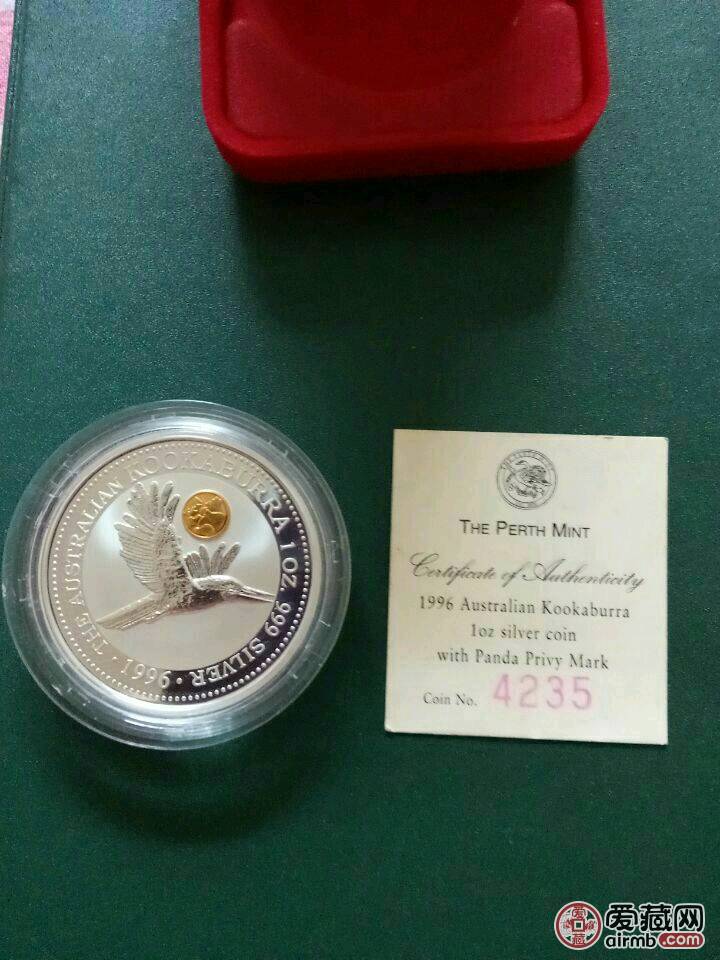 THE AUSTRALIAN KOOKABURRA 1 OZ 999 SILVER · 1996 ·
THE PERTH MINT
Certificate of Authenticity
1996 Australian Kookaburra
1oz silver coin
with Panda Privy Mark
Coin No. 4235
爱藏网
airmb.com